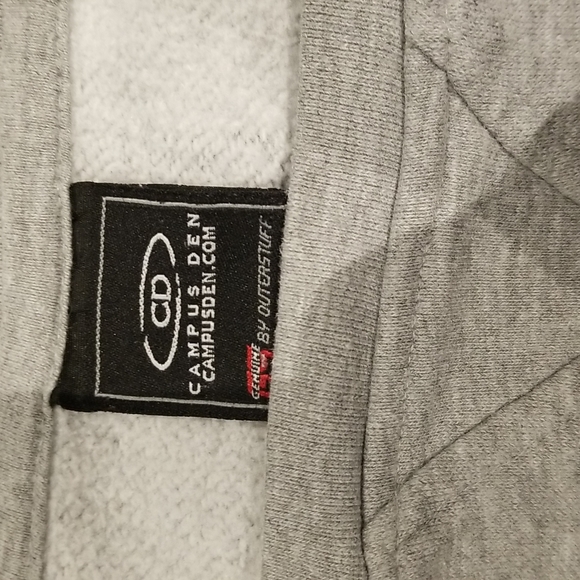 CD
CAMPUS DEN
CAMPUSDEN.COM
GENUINE
BY OUTERSTUFF